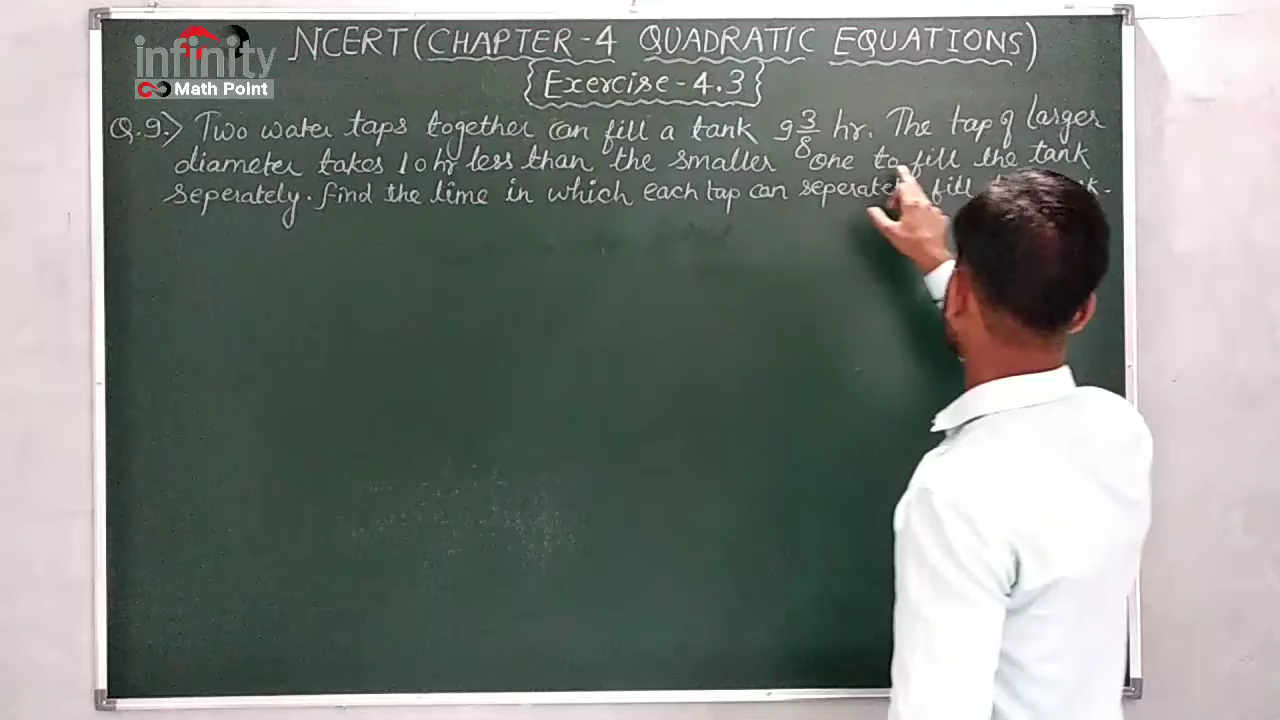 infinity
Math Point
NCERT (CHAPTER-4 QUADRATIC EQUATIONS)
{Exercise-4.3}
Q.9.> Two water taps together can fill a tank 9 3/8 hr. The tap of larger
diameter takes 10 hr less than the smaller one to fill the tank
seperately. find the time in which each tap can fill